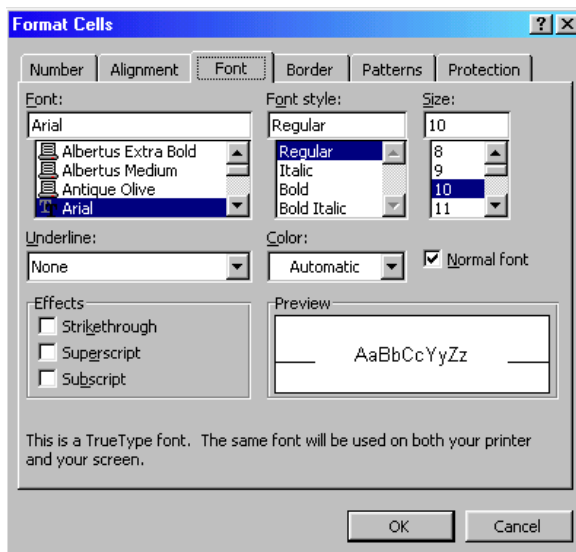 Format Cells
Number Alignment Font Border Patterns Protection
Font: Font style: Size:
Arial Regular 10
Albertus Extra Bold Regular 8
Albertus Medium Italic 9
Antique Olive Bold 10
Arial Bold Italic 11
Underline: Color:
None Automatic Normal font
Effects Preview
Strikethrough
Superscript AaBbCcYyZz
Subscript
This is a TrueType font. The same font will be used on both your printer
and your screen.
OK Cancel